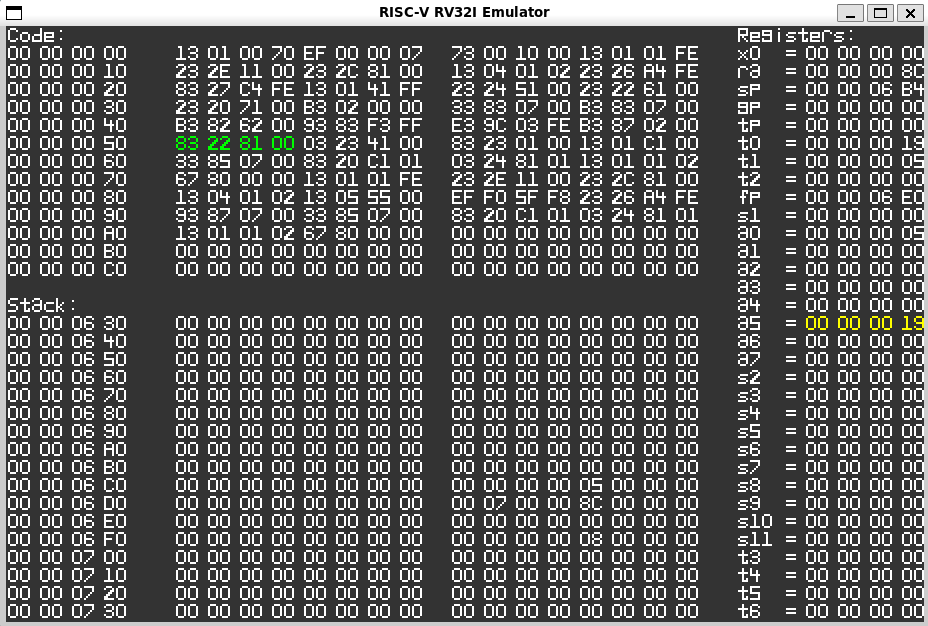 RISC-V RV32I Emulator
Code: Registers:
00 00 00 00 13 01 00 70 EF 00 00 07 73 00 10 00 13 01 01 FE x0 = 00 00 00 00
00 00 00 10 23 2E 11 00 23 2C 81 00 13 04 01 02 23 26 A4 FE ra = 00 00 00 8C
00 00 00 20 83 27 C4 FE 13 01 41 FF 23 24 51 00 23 22 61 00 sp = 00 00 06 B4
00 00 00 30 23 20 71 00 B3 02 00 00 33 83 07 00 B3 83 07 00 gp = 00 00 00 00
00 00 00 40 B3 82 62 00 93 83 F3 FF E3 9C 03 FE B3 87 02 00 tp = 00 00 00 00
00 00 00 50 83 22 81 00 03 23 41 00 83 23 01 00 13 01 C1 00 t0 = 00 00 00 19
00 00 00 60 33 85 07 00 83 20 C1 01 03 24 81 01 13 01 01 02 t1 = 00 00 00 05
00 00 00 70 67 80 00 00 13 01 01 FE 23 2E 11 00 23 2C 81 00 t2 = 00 00 00 00
00 00 00 80 13 04 01 02 13 05 55 00 EF F0 5F F8 23 26 A4 FE fp = 00 00 06 E0
00 00 00 90 93 87 07 00 33 85 07 00 83 20 C1 01 03 24 81 01 s1 = 00 00 00 00
00 00 00 A0 13 01 01 02 67 80 00 00 00 00 00 00 00 00 00 00 a0 = 00 00 00 05
00 00 00 B0 00 00 00 00 00 00 00 00 00 00 00 00 00 00 00 00 a1 = 00 00 00 00
00 00 00 C0 00 00 00 00 00 00 00 00 00 00 00 00 00 00 00 00 a2 = 00 00 00 00
a3 = 00 00 00 00
Stack: a4 = 00 00 00 00
00 00 06 30 00 00 00 00 00 00 00 00 00 00 00 00 00 00 00 00 a5 = 00 00 00 19
00 00 06 40 00 00 00 00 00 00 00 00 00 00 00 00 00 00 00 00 a6 = 00 00 00 00
00 00 06 50 00 00 00 00 00 00 00 00 00 00 00 00 00 00 00 00 a7 = 00 00 00 00
00 00 06 60 00 00 00 00 00 00 00 00 00 00 00 00 00 00 00 00 s2 = 00 00 00 00
00 00 06 70 00 00 00 00 00 00 00 00 00 00 00 00 00 00 00 00 s3 = 00 00 00 00
00 00 06 80 00 00 00 00 00 00 00 00 00 00 00 00 00 00 00 00 s4 = 00 00 00 00
00 00 06 90 00 00 00 00 00 00 00 00 00 00 00 00 00 00 00 00 s5 = 00 00 00 00
00 00 06 A0 00 00 00 00 00 00 00 00 00 00 00 00 00 00 00 00 s6 = 00 00 00 00
00 00 06 B0 00 00 00 00 00 00 00 00 00 00 00 00 00 00 00 00 s7 = 00 00 00 00
00 00 06 C0 00 00 00 00 00 00 00 00 00 00 00 00 05 00 00 00 s8 = 00 00 00 00
00 00 06 D0 00 00 00 00 00 00 00 00 00 07 00 00 8C 00 00 00 s9 = 00 00 00 00
00 00 06 E0 00 00 00 00 00 00 00 00 00 00 00 00 00 00 00 00 s10 = 00 00 00 00
00 00 06 F0 00 00 00 00 00 00 00 00 00 00 00 00 08 00 00 00 s11 = 00 00 00 00
00 00 07 00 00 00 00 00 00 00 00 00 00 00 00 00 00 00 00 00 t3 = 00 00 00 00
00 00 07 10 00 00 00 00 00 00 00 00 00 00 00 00 00 00 00 00 t4 = 00 00 00 00
00 00 07 20 00 00 00 00 00 00 00 00 00 00 00 00 00 00 00 00 t5 = 00 00 00 00
00 00 07 30 00 00 00 00 00 00 00 00 00 00 00 00 00 00 00 00 t6 = 00 00 00 00